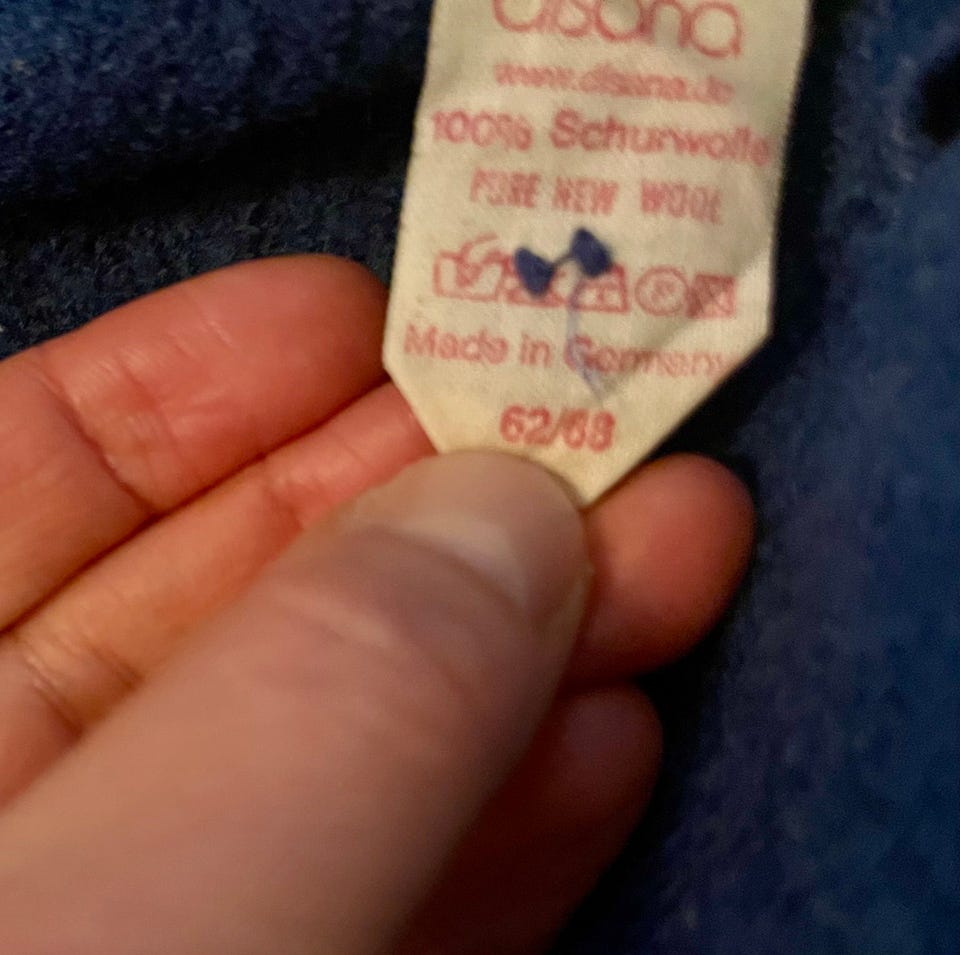 disana
www.disana.de
100% Schurwolle
PURE NEW WOOL
P
Made in Germany
62/68